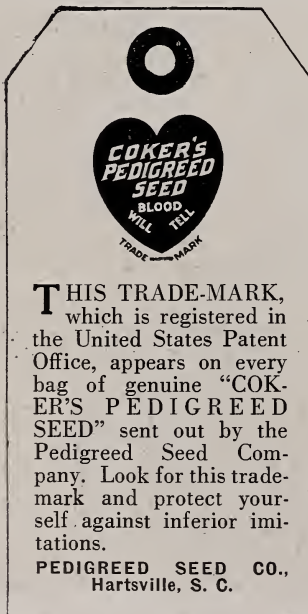 COKER'S
PEDIGREED
SEED
BLOOD
WILL TELL
TRADE MARK
THIS TRADE-MARK,
which is registered in
the United States Patent
Office, appears on every
bag of genuine "COK-
ER'S PEDIGREED
SEED" sent out by the
Pedigreed Seed Com-
pany. Look for this trade-
mark and protect your-
self against inferior imi-
tations.
PEDIGREED SEED CO.,
Hartsville, S. C.